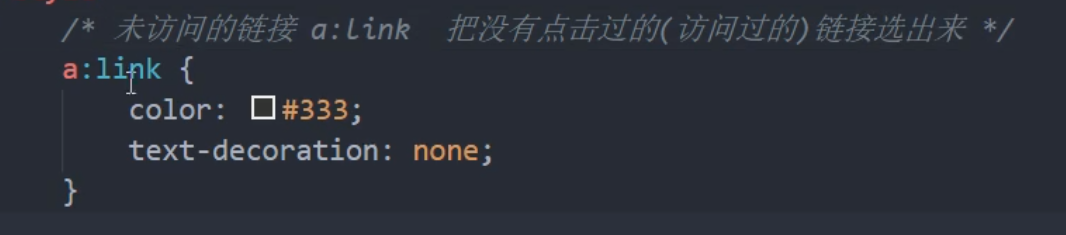 /* 未访问的链接 a:link  把没有点击过的(访问过的)链接选出来 */
a:link {
color: #333;
text-decoration: none;
}